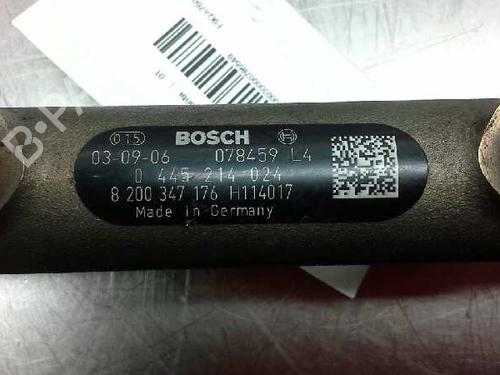 015 BOSCH
03-09-06 078459 L4
0 445 214 024
8 200 347 176 H114017
Made in Germany